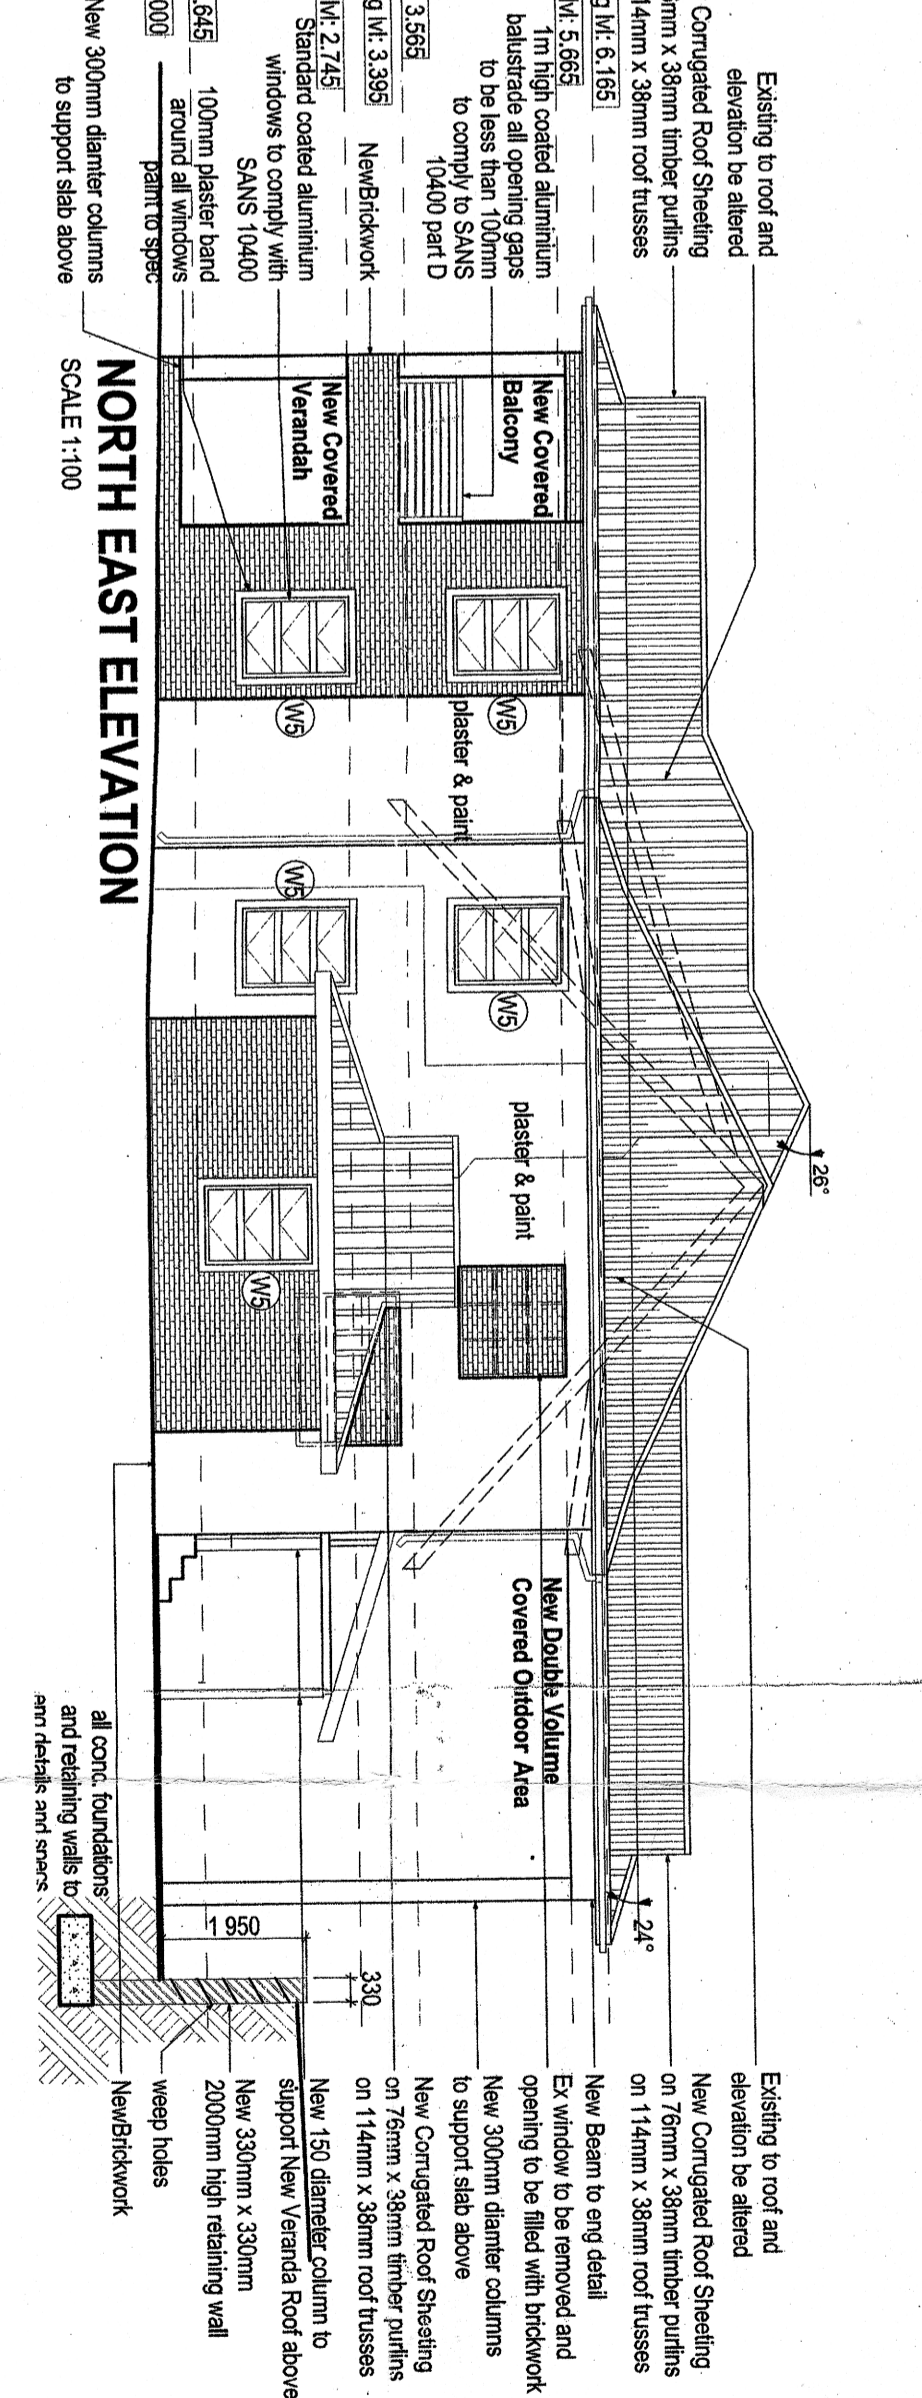 Existing to roof and
elevation be altered
Corrugated Roof Sheeting
mm x 38mm timber purlins
14mm x 38mm roof trusses
g lvl: 6.165
lvl: 5.665
1m high coated aluminium
balustrade all opening gaps
to be less than 100mm
to comply to SANS
10400 part D
3.565
g lvl: 3.395
NewBrickwork
lvl: 2.745
Standard coated aluminium
windows to comply with
SANS 10400
.645
100mm plaster band
around all windows
paint to spec
000
New 300mm diamter columns
to support slab above
New Covered
Balcony
New Covered
Verandah
W5
W5
plaster & paint
W5
W5
plaster & paint
W5
26°
24°
New Double Volume
Covered Outdoor Area
1 950
330
all conc. foundations
and retaining walls to
eng details and specs
Existing to roof and
elevation be altered
New Corrugated Roof Sheeting
on 76mm x 38mm timber purlins
on 114mm x 38mm roof trusses
New Beam to eng detail
Ex window to be removed and
opening to be filled with brickwork
New 300mm diamter columns
to support slab above
New Corrugated Roof Sheeting
on 76mm x 38mm timber purlins
on 114mm x 38mm roof trusses
New 150 diameter column to
support New Veranda Roof above
New 330mm x 330mm
2000mm high retaining wall
weep holes
NewBrickwork
NORTH EAST ELEVATION
SCALE 1:100